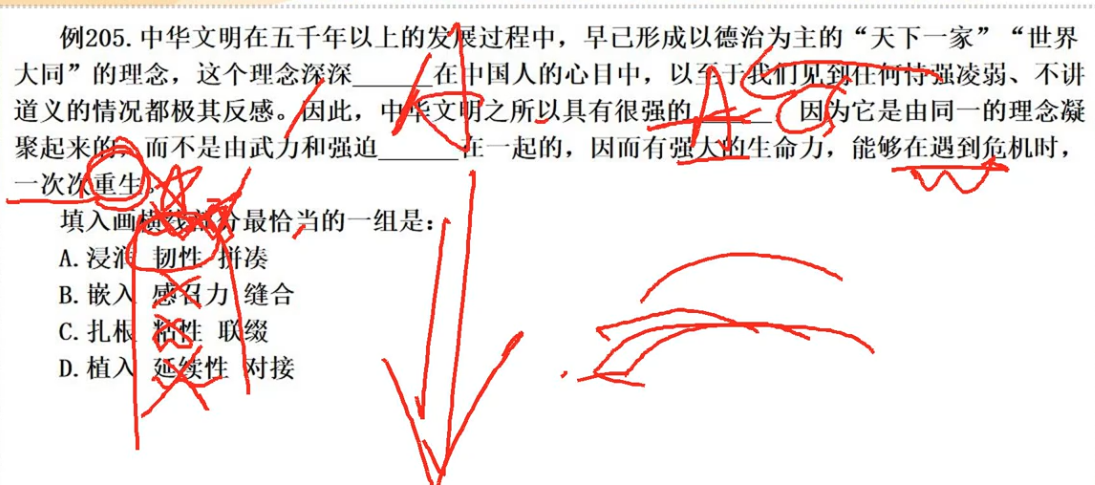 例205.中华文明在五千年以上的发展过程中，早已形成以德治为主的“天下一家”“世界
大同”的理念，这个理念深深______在中国人的心目中，以至于我们见到任何恃强凌弱、不讲
道义的情况都极其反感。因此，中华文明之所以具有很强的______，因为它是由同一的理念凝
聚起来的，而不是由武力和强迫______在一起的，因而有强大的生命力，能够在遇到危机时，
一次次重生。
填入画横线部分最恰当的一组是：
A.浸润 韧性 拼凑
B.嵌入 感召力 缝合
C.扎根 粘性 联缀
D.植入 延续性 对接